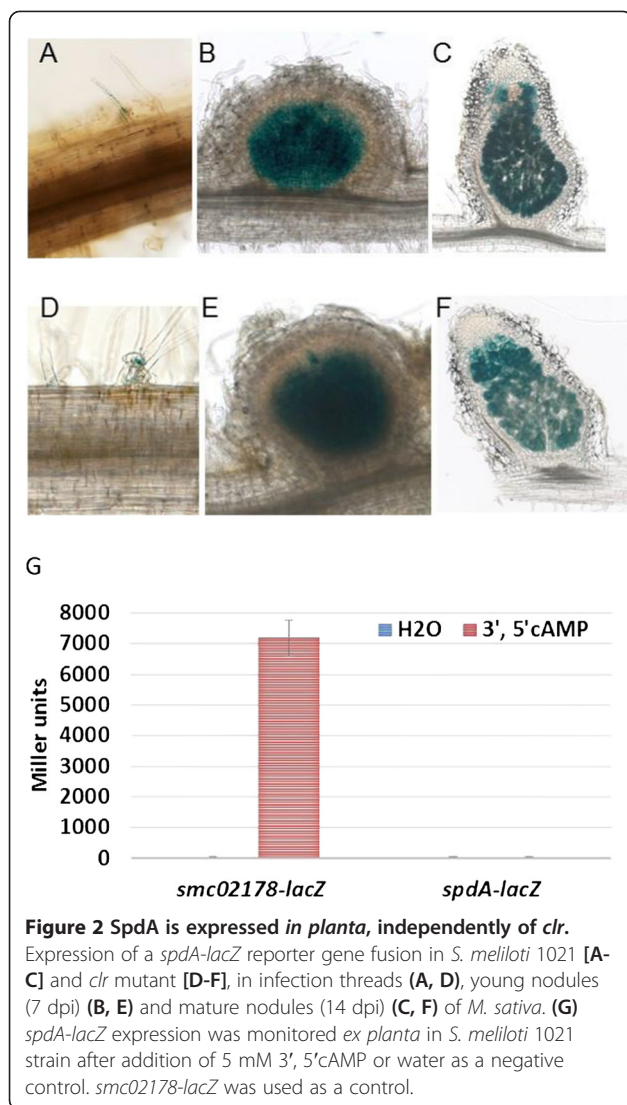 A
B
C
D
E
F
G
8000
7000
6000
5000
4000
3000
2000
1000
0
Miller units
H2O 3', 5'cAMP
smc02178-lacZ spdA-lacZ
Figure 2 SpdA is expressed in planta, independently of clr.
Expression of a spdA-lacZ reporter gene fusion in S. meliloti 1021 [A-
C] and clr mutant [D-F], in infection threads (A, D), young nodules
(7 dpi) (B, E) and mature nodules (14 dpi) (C, F) of M. sativa. (G)
spdA-lacZ expression was monitored ex planta in S. meliloti 1021
strain after addition of 5 mM 3′, 5′cAMP or water as a negative
control. smc02178-lacZ was used as a control.